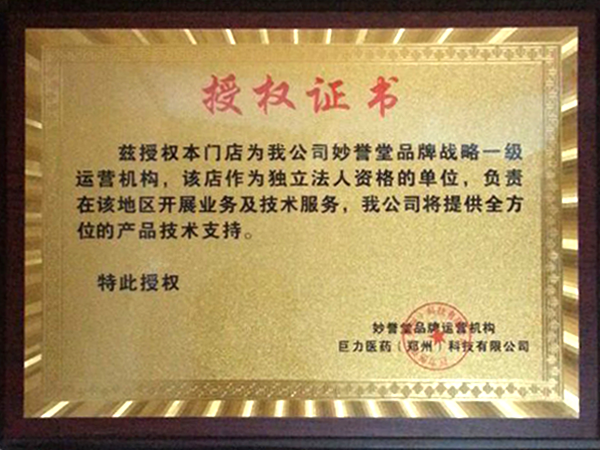 授权证书
兹授权本门店为我公司妙誉堂品牌战略一级
运营机构，该店作为独立法人资格的单位，负责
在该地区开展业务及技术服务，我公司将提供全方
位的产品技术支持。
特此授权
妙誉堂品牌运营机构
巨力医药（郑州）科技有限公司